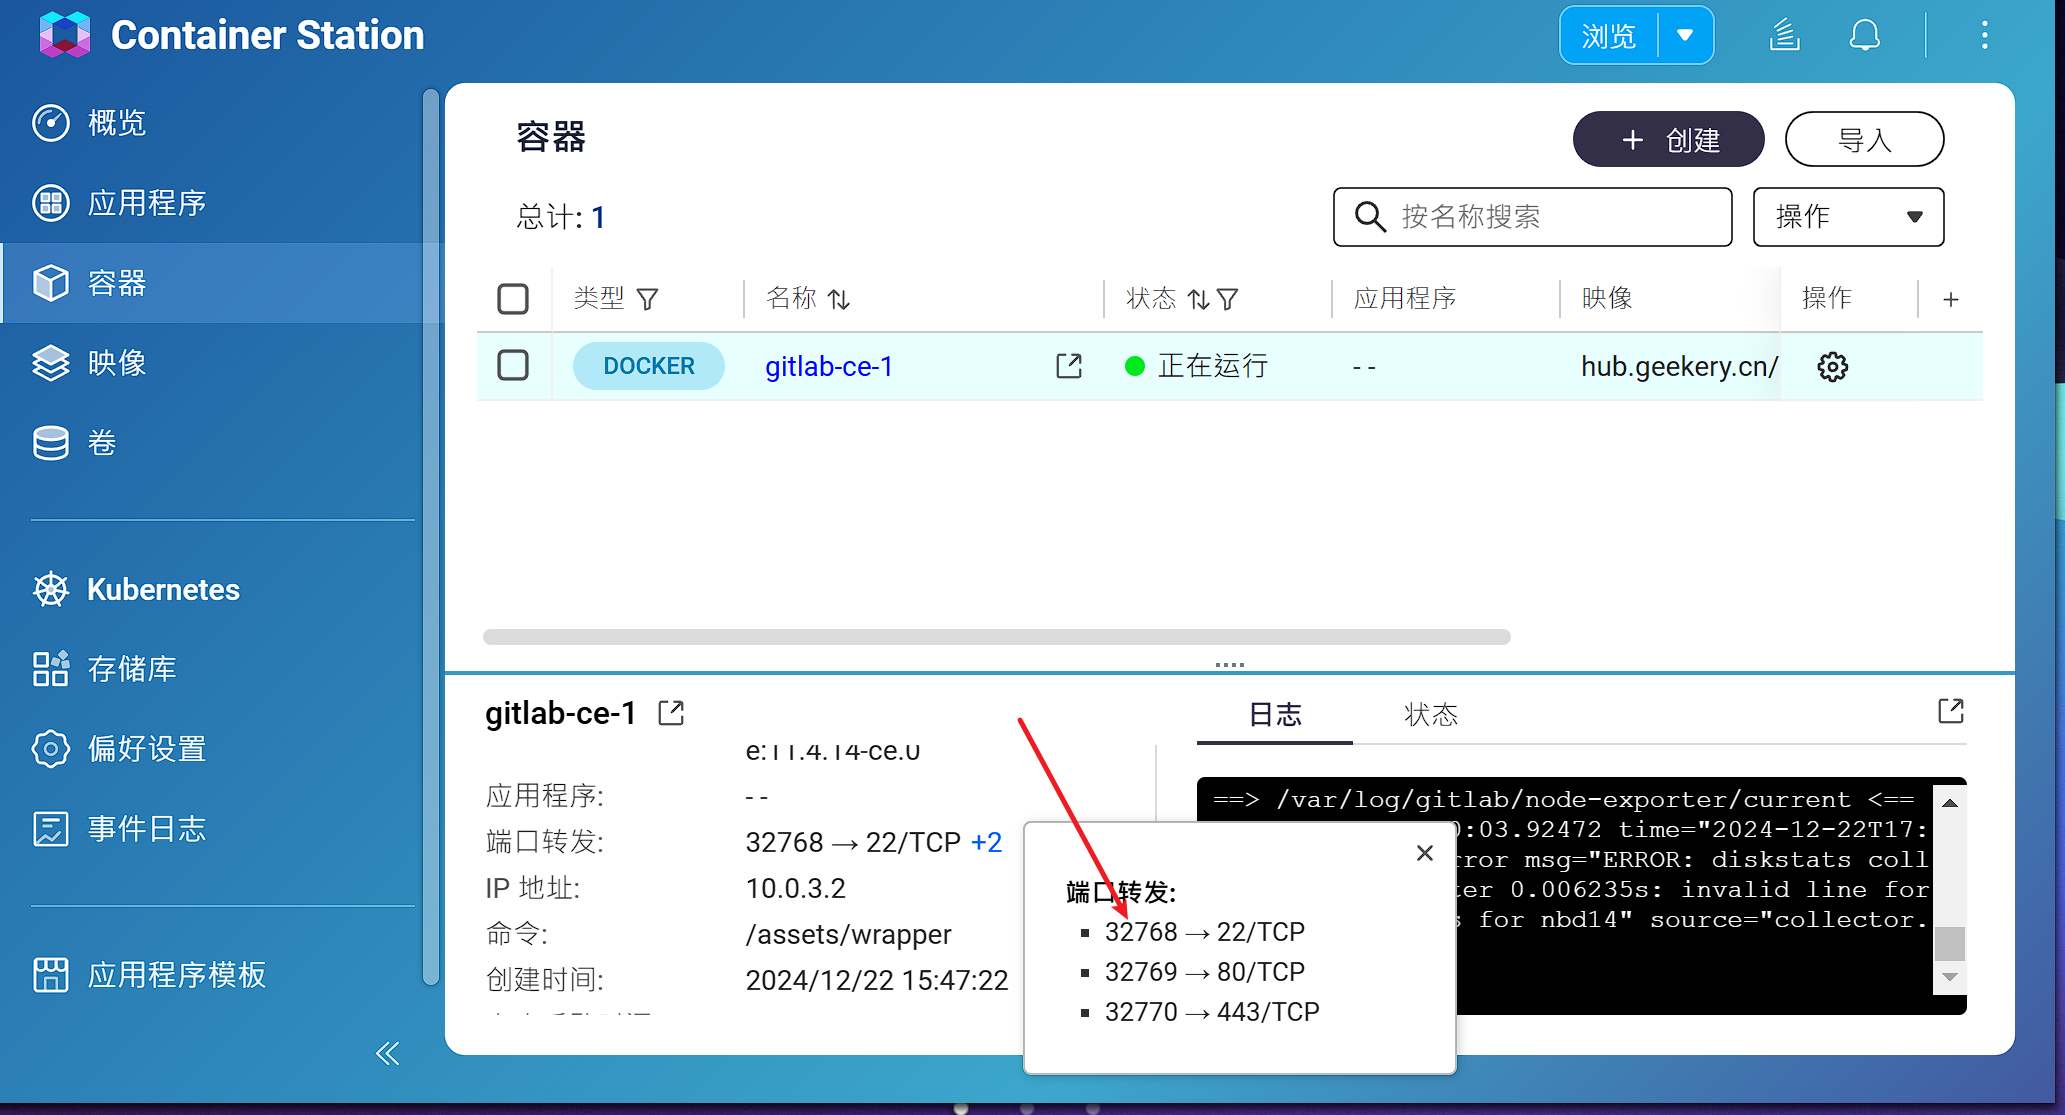 Container Station
浏览
概览
应用程序
容器
映像
卷
Kubernetes
存储库
偏好设置
事件日志
应用程序模板
容器
+ 创建
导入
总计: 1
按名称搜索
操作
类型
名称
状态
应用程序
映像
操作
+
DOCKER
gitlab-ce-1
正在运行
- -
hub.geekery.cn/
gitlab-ce-1
e:11.4.14-ce.0
应用程序:
- -
端口转发:
32768 → 22/TCP +2
IP 地址:
10.0.3.2
命令:
/assets/wrapper
创建时间:
2024/12/22 15:47:22
日志
状态
==> /var/log/gitlab/node-exporter/current <==
:03.92472 time="2024-12-22T17:
rror msg="ERROR: diskstats coll
ter 0.006235s: invalid line for
s for nbd14" source="collector.
端口转发:
32768 → 22/TCP
32769 → 80/TCP
32770 → 443/TCP